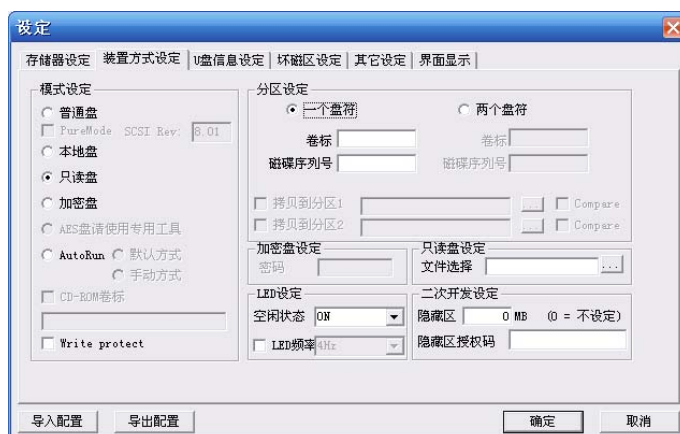 设定
存储器设定 装置方式设定 U盘信息设定 坏磁区设定 其它设定 界面显示
模式设定
普通盘
PureMode SCSI Rev: 8.01
本地盘
只读盘
加密盘
AES盘请使用专用工具
AutoRun 默认方式
手动方式
CD-ROM卷标
Write protect
分区设定
一个盘符 两个盘符
卷标 卷标
磁碟序列号 磁碟序列号
拷贝到分区1 ... Compare
拷贝到分区2 ... Compare
加密盘设定
密码
只读盘设定
文件选择 ...
LED设定
空闲状态 ON
LED频率 4Hz
二次开发设定
隐藏区 0 MB (0 = 不设定)
隐藏区授权码
导入配置 导出配置 确定 取消